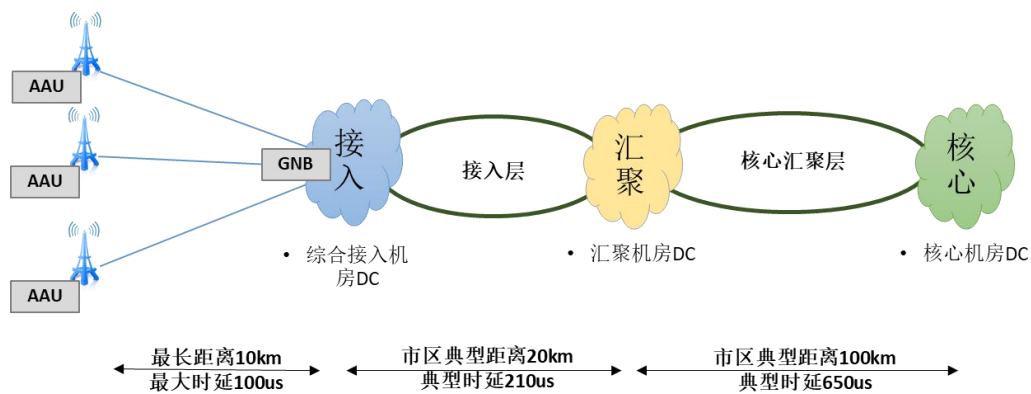 AAU
AAU
AAU
GNB
接入
接入层
汇聚
核心汇聚层
核心
• 综合接入机
房DC
• 汇聚机房DC
• 核心机房DC
最长距离10km
最大时延100us
市区典型距离20km
典型时延210us
市区典型距离100km
典型时延650us